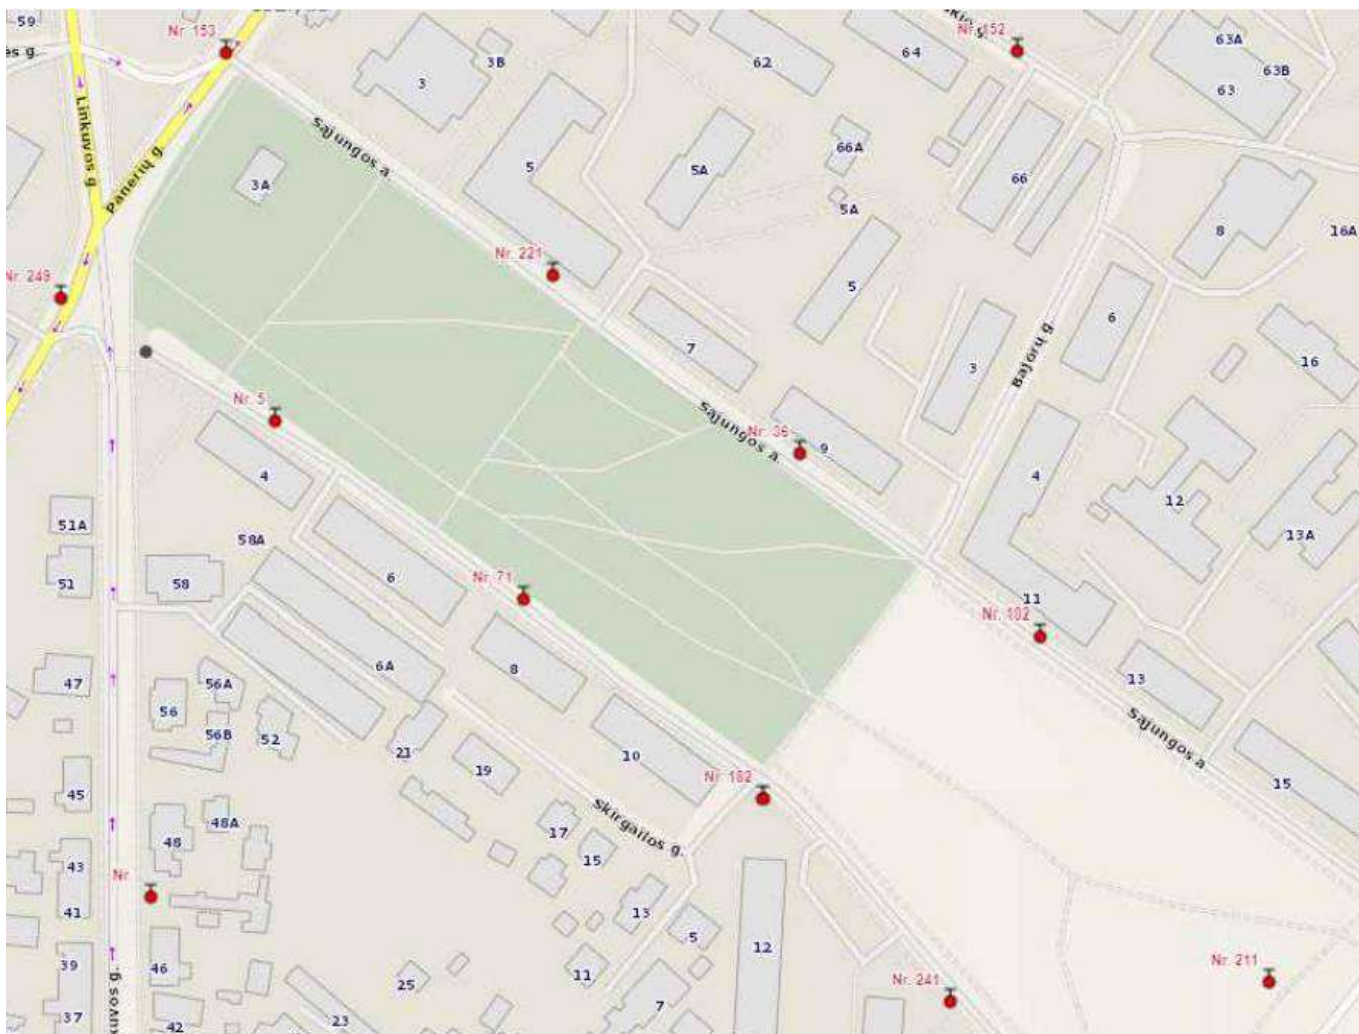 59
Nr. 153
3
3B
62
64
Nr. 152
63A
63B
63
Linkuvos g.
Panerių g.
Sąjungos a.
5
5A
66A
66
5A
8
16A
3A
Nr. 249
Nr. 221
5
6
7
3
Bajorų g.
16
Nr. 5
Sąjungos a.
Nr. 36
9
4
4
12
13A
51A
58A
51
58
6
Nr. 71
11
Nr. 182
6A
8
13
47
56A
56
56B
52
21
19
10
Sąjungos a.
15
45
48A
48
17
15
Skirgailos g.
Nr. 182
43
Nr.
41
13
5
12
39
46
25
11
7
Nr. 241
Nr. 211
37
42
23